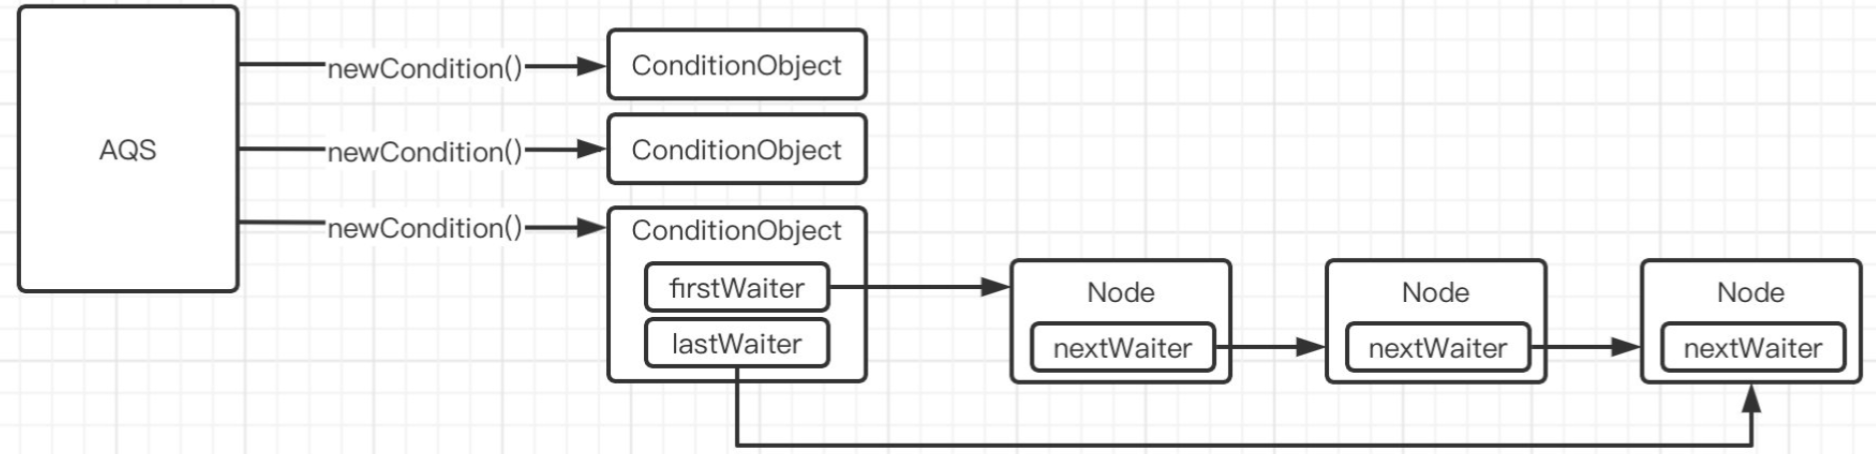 AQS
newCondition()
ConditionObject
newCondition()
ConditionObject
newCondition()
ConditionObject
firstWaiter
lastWaiter
Node
nextWaiter
Node
nextWaiter
Node
nextWaiter